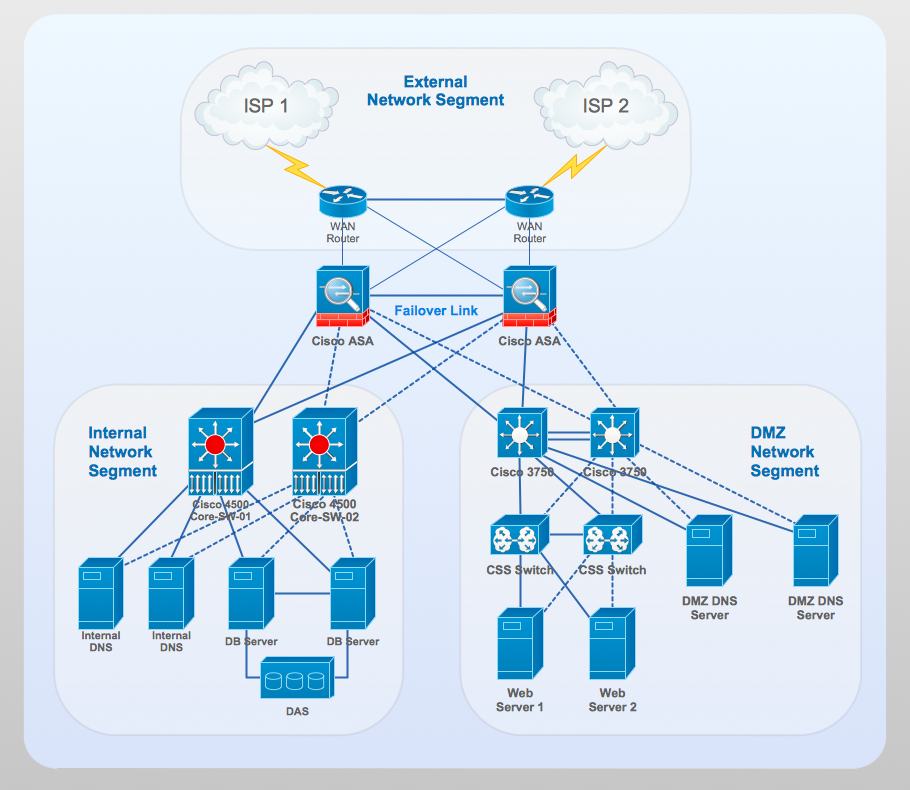 External
Network Segment
ISP 1
ISP 2
WAN
Router
WAN
Router
Failover Link
Cisco ASA
Cisco ASA
Internal
Network
Segment
DMZ
Network
Segment
Cisco 3750
Cisco 3750
Cisco 4500
Core-SW-01
Cisco 4500
Core-SW-02
CSS Switch
CSS Switch
DMZ DNS
Server
DMZ DNS
Server
Internal
DNS
Internal
DNS
DB Server
DB Server
DAS
Web
Server 1
Web
Server 2